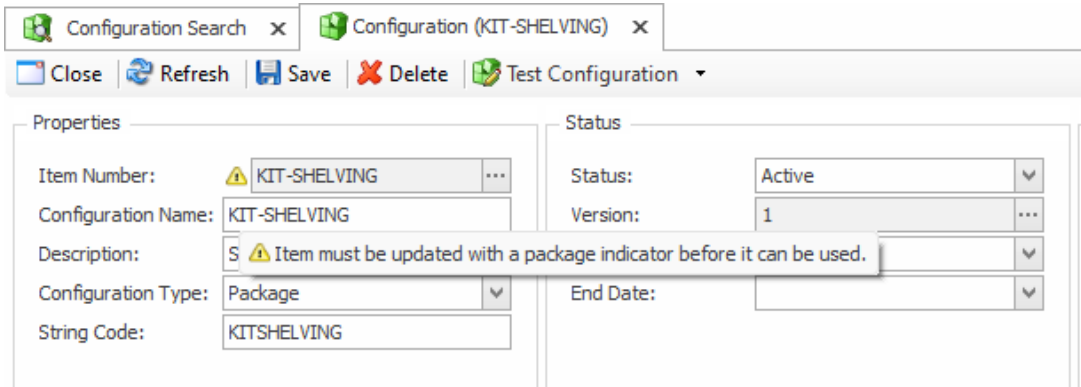 Configuration Search x Configuration (KIT-SHELVING) x
Close Refresh Save Delete Test Configuration
Properties Status
Item Number: KIT-SHELVING ... Status: Active
Configuration Name: KIT-SHELVING Version: 1 ...
Description: S Item must be updated with a package indicator before it can be used.
Configuration Type: Package End Date:
String Code: KITSHELVING